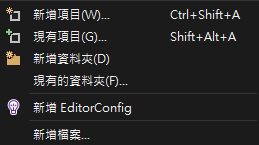 新增項目(W)... Ctrl+Shift+A
現有項目(G)... Shift+Alt+A
新增資料夾(D)
現有的資料夾(F)...
新增 EditorConfig
新增檔案...